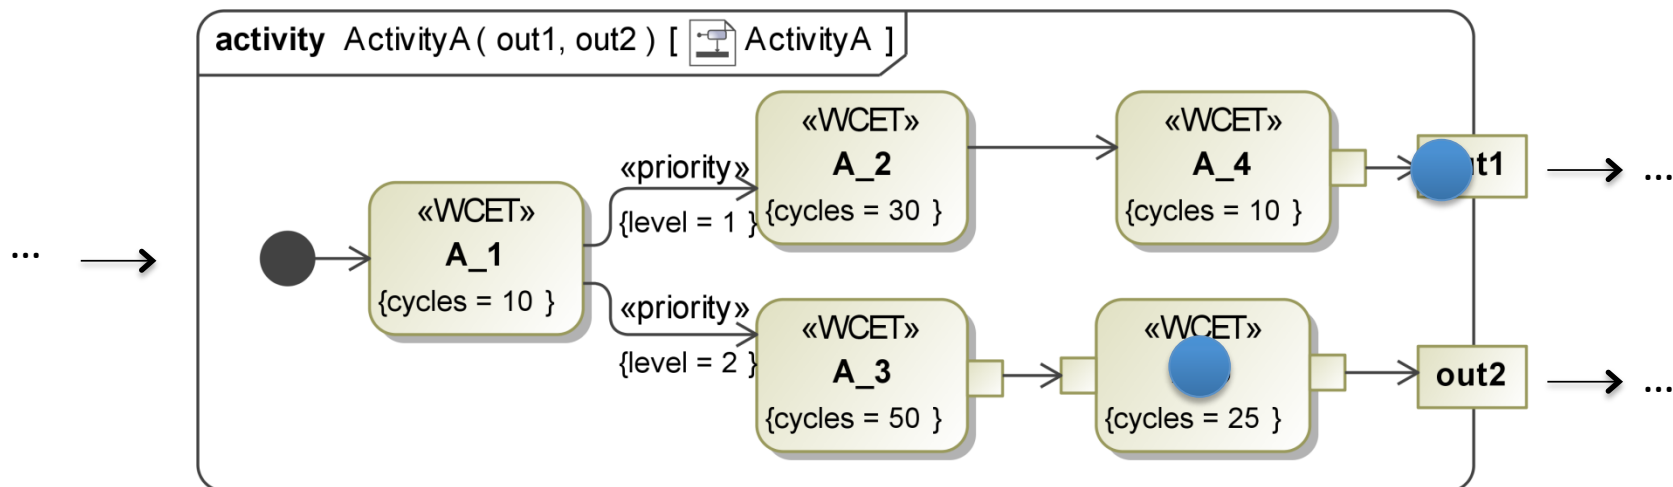 activity ActivityA ( out1, out2 ) [ ActivityA ]
«WCET»
A_2
{cycles = 30 }
«WCET»
A_4
{cycles = 10 }
«priority»
{level = 1 }
«WCET»
A_1
{cycles = 10 }
...
...
«priority»
{level = 2 }
«WCET»
A_3
{cycles = 50 }
«WCET»
{cycles = 25 }
out2
...